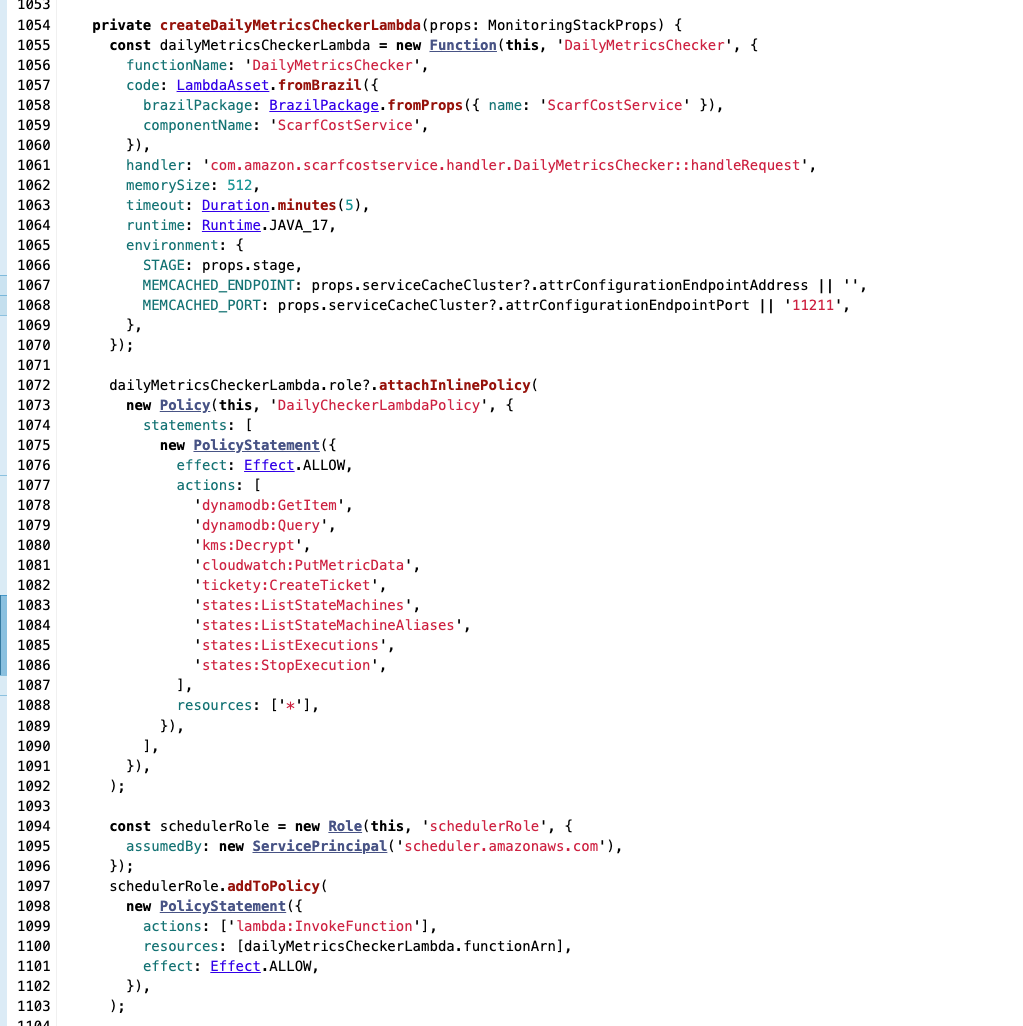 1053
1054 private createDailyMetricsCheckerLambda(props: MonitoringStackProps) {
1055 const dailyMetricsCheckerLambda = new Function(this, 'DailyMetricsChecker', {
1056 functionName: 'DailyMetricsChecker',
1057 code: LambdaAsset.fromBrazil({
1058 brazilPackage: BrazilPackage.fromProps({ name: 'ScarfCostService' }),
1059 componentName: 'ScarfCostService',
1060 }),
1061 handler: 'com.amazon.scarfcostservice.handler.DailyMetricsChecker::handleRequest',
1062 memorySize: 512,
1063 timeout: Duration.minutes(5),
1064 runtime: Runtime.JAVA_17,
1065 environment: {
1066 STAGE: props.stage,
1067 MEMCACHED_ENDPOINT: props.serviceCacheCluster?.attrConfigurationEndpointAddress || '',
1068 MEMCACHED_PORT: props.serviceCacheCluster?.attrConfigurationEndpointPort || '11211',
1069 },
1070 });
1071
1072 dailyMetricsCheckerLambda.role?.attachInlinePolicy(
1073 new Policy(this, 'DailyCheckerLambdaPolicy', {
1074 statements: [
1075 new PolicyStatement({
1076 effect: Effect.ALLOW,
1077 actions: [
1078 'dynamodb:GetItem',
1079 'dynamodb:Query',
1080 'kms:Decrypt',
1081 'cloudwatch:PutMetricData',
1082 'tickety:CreateTicket',
1083 'states:ListStateMachines',
1084 'states:ListStateMachineAliases',
1085 'states:ListExecutions',
1086 'states:StopExecution',
1087 ],
1088 resources: ['*'],
1089 }),
1090 ],
1091 }),
1092 );
1093
1094 const schedulerRole = new Role(this, 'schedulerRole', {
1095 assumedBy: new ServicePrincipal('scheduler.amazonaws.com'),
1096 });
1097 schedulerRole.addToPolicy(
1098 new PolicyStatement({
1099 actions: ['lambda:InvokeFunction'],
1100 resources: [dailyMetricsCheckerLambda.functionArn],
1101 effect: Effect.ALLOW,
1102 }),
1103 );
1104